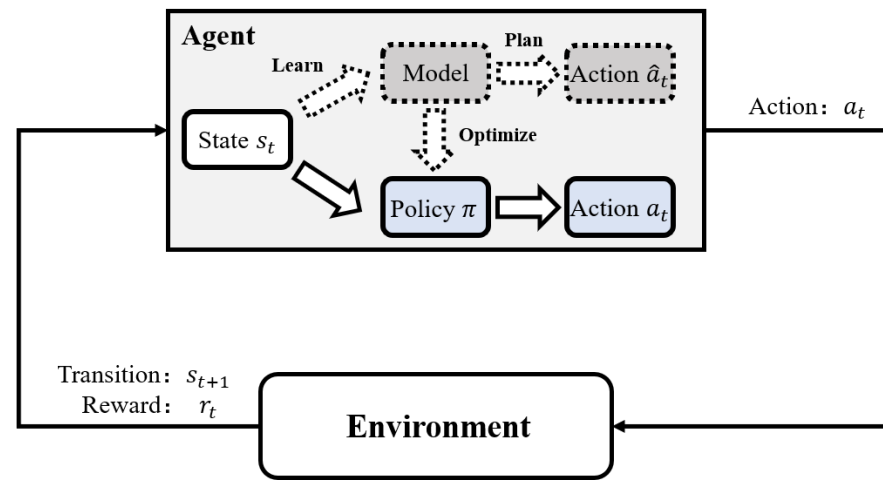 Agent
Learn
Model
Plan
Action â_t
State s_t
Optimize
Policy π
Action a_t
Action： a_t
Transition： s_{t+1}
Reward： r_t
Environment